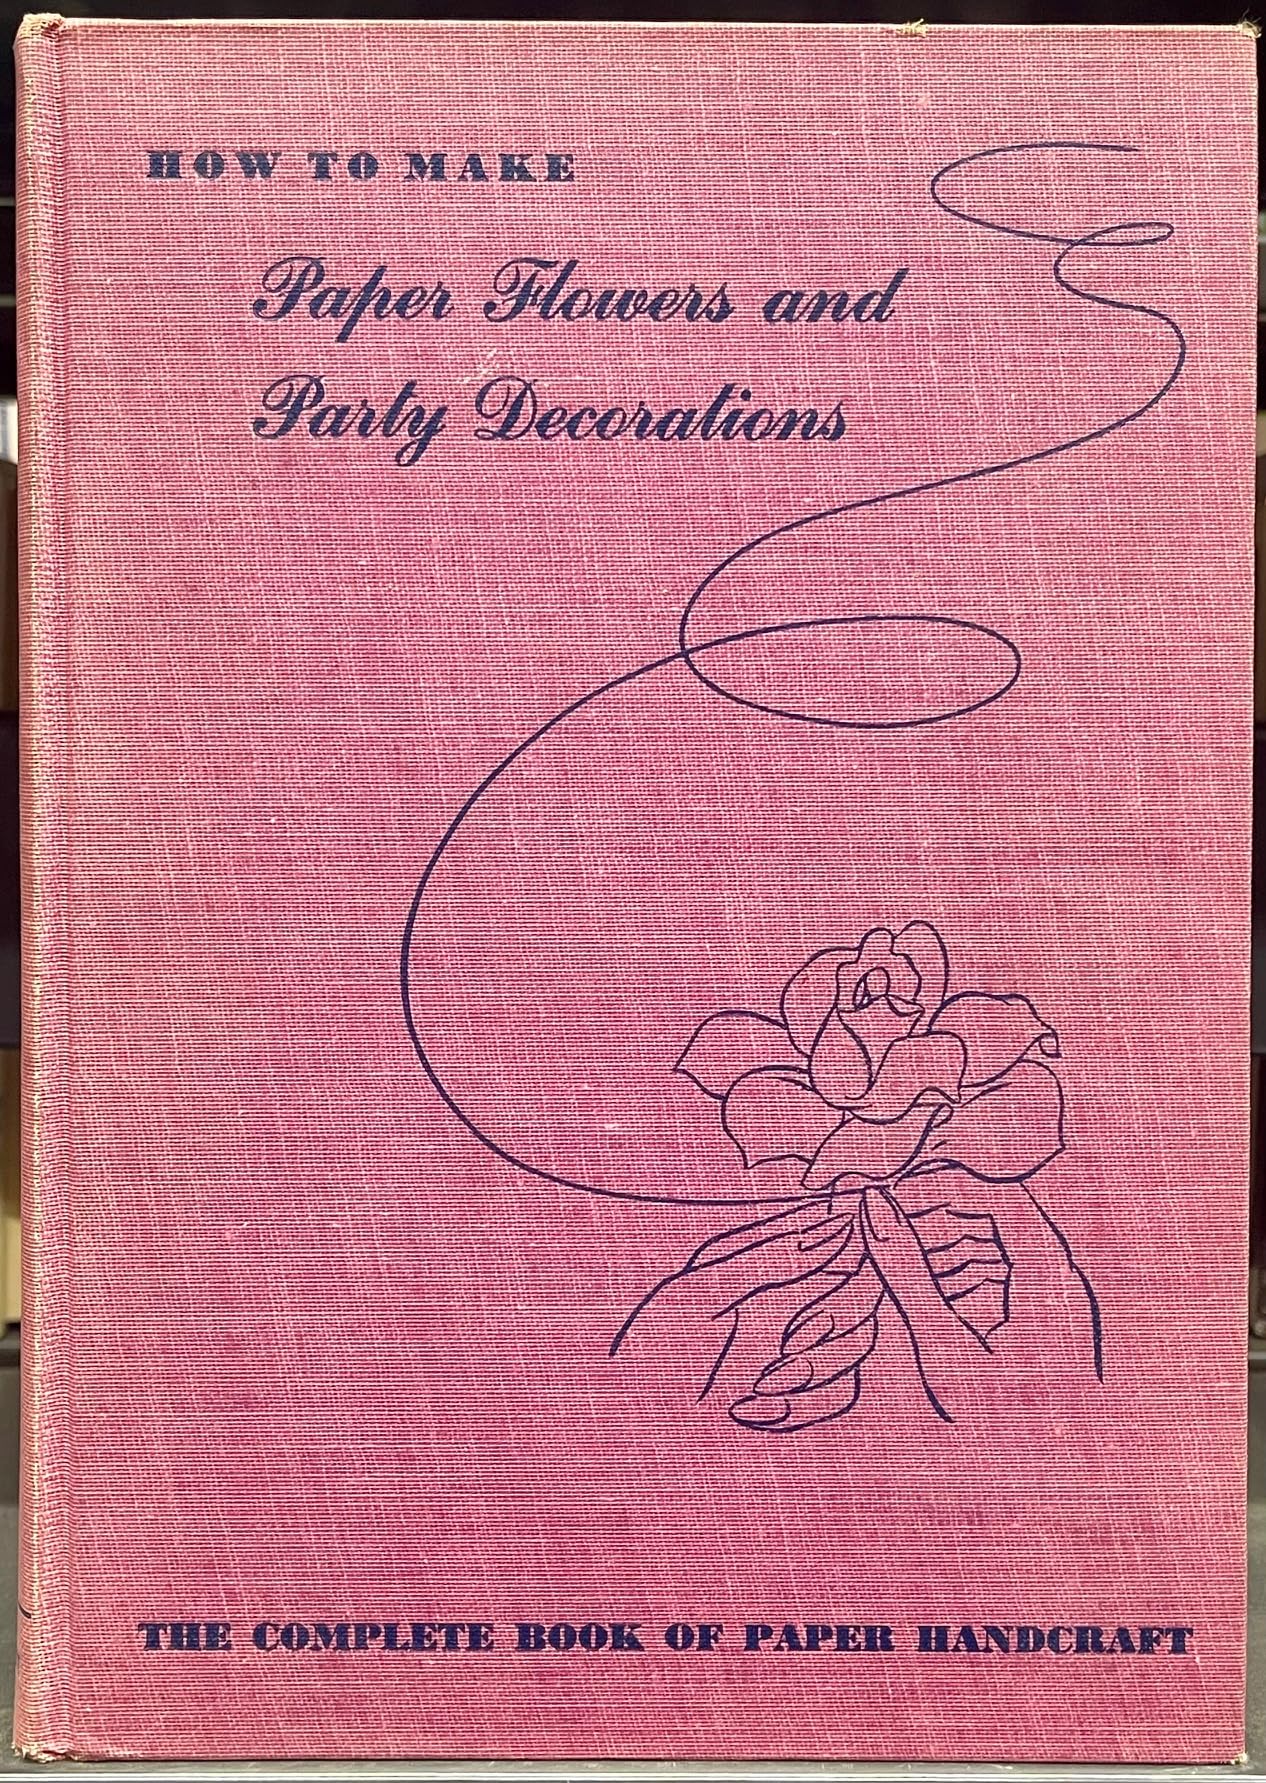 HOW TO MAKE
Paper Flowers and
Party Decorations
THE COMPLETE BOOK OF PAPER HANDCRAFT